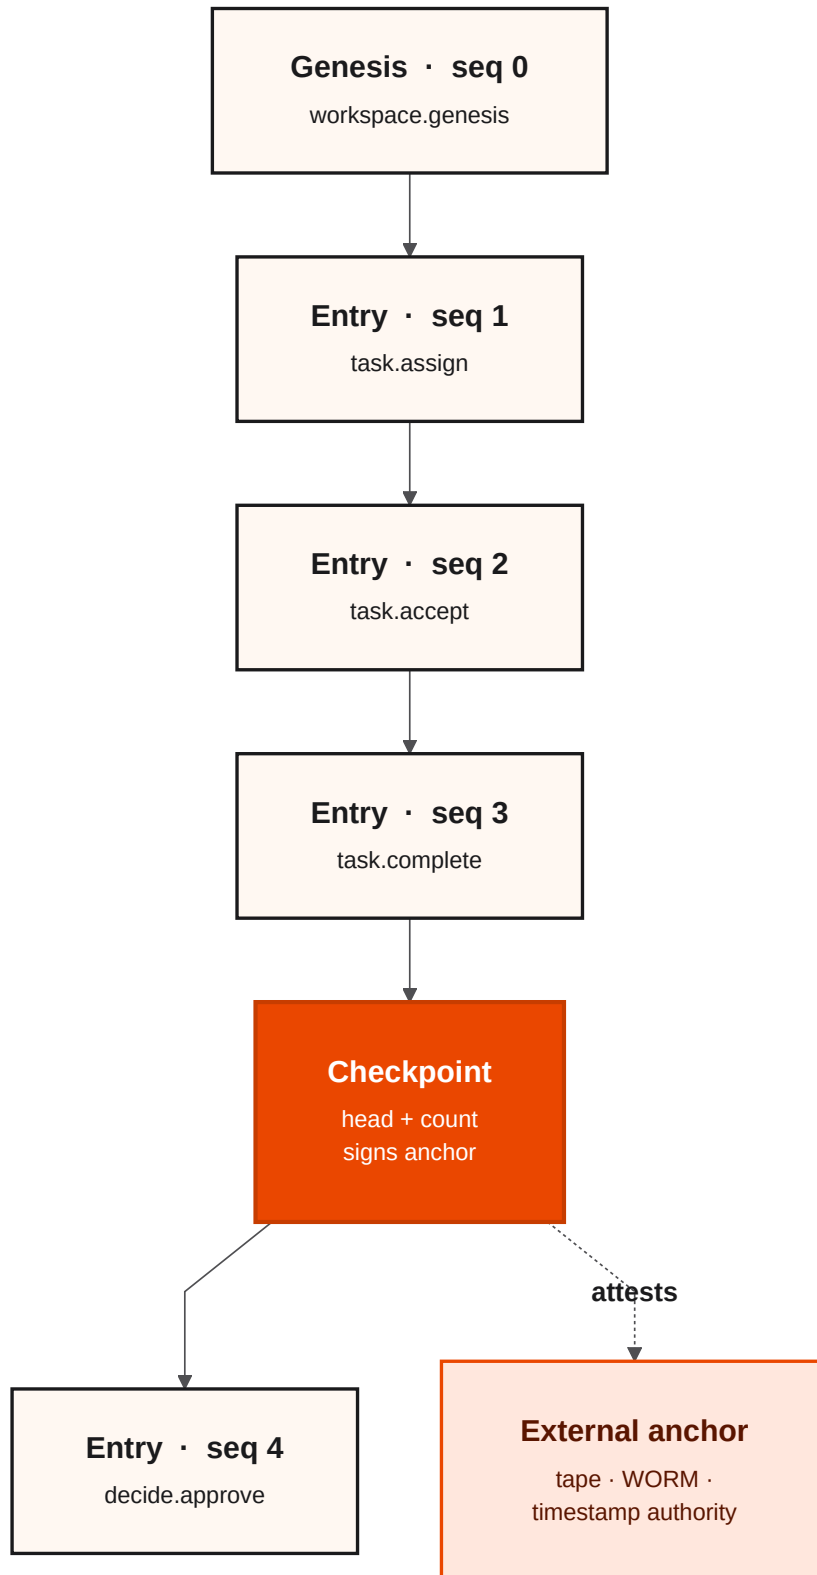 Genesis · seq 0
workspace.genesis
Entry · seq 1
task.assign
Entry · seq 2
task.accept
Entry · seq 3
task.complete
Checkpoint
head + count
signs anchor
attests
Entry · seq 4
decide.approve
External anchor
tape · WORM ·
timestamp authority